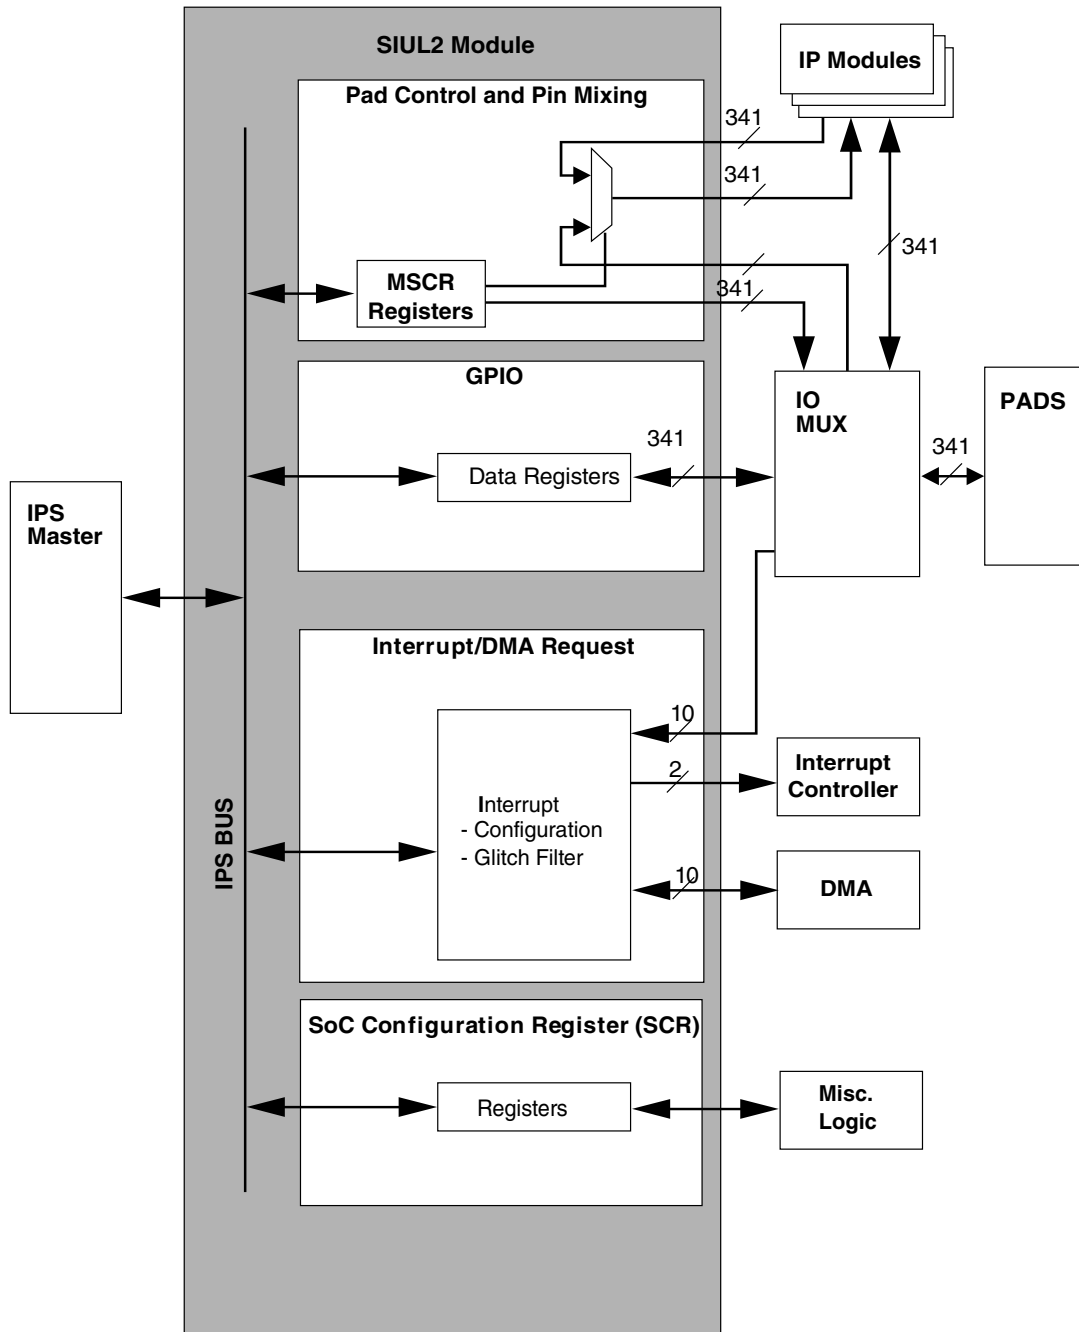 SIUL2 Module
IP Modules
Pad Control and Pin Mixing
341
341
341
MSCR
Registers
341
GPIO
IO
MUX
PADS
341
Data Registers
341
IPS
Master
Interrupt/DMA Request
10
2
Interrupt
- Configuration
- Glitch Filter
Interrupt
Controller
10
DMA
IPS BUS
SoC Configuration Register (SCR)
Registers
Misc.
Logic